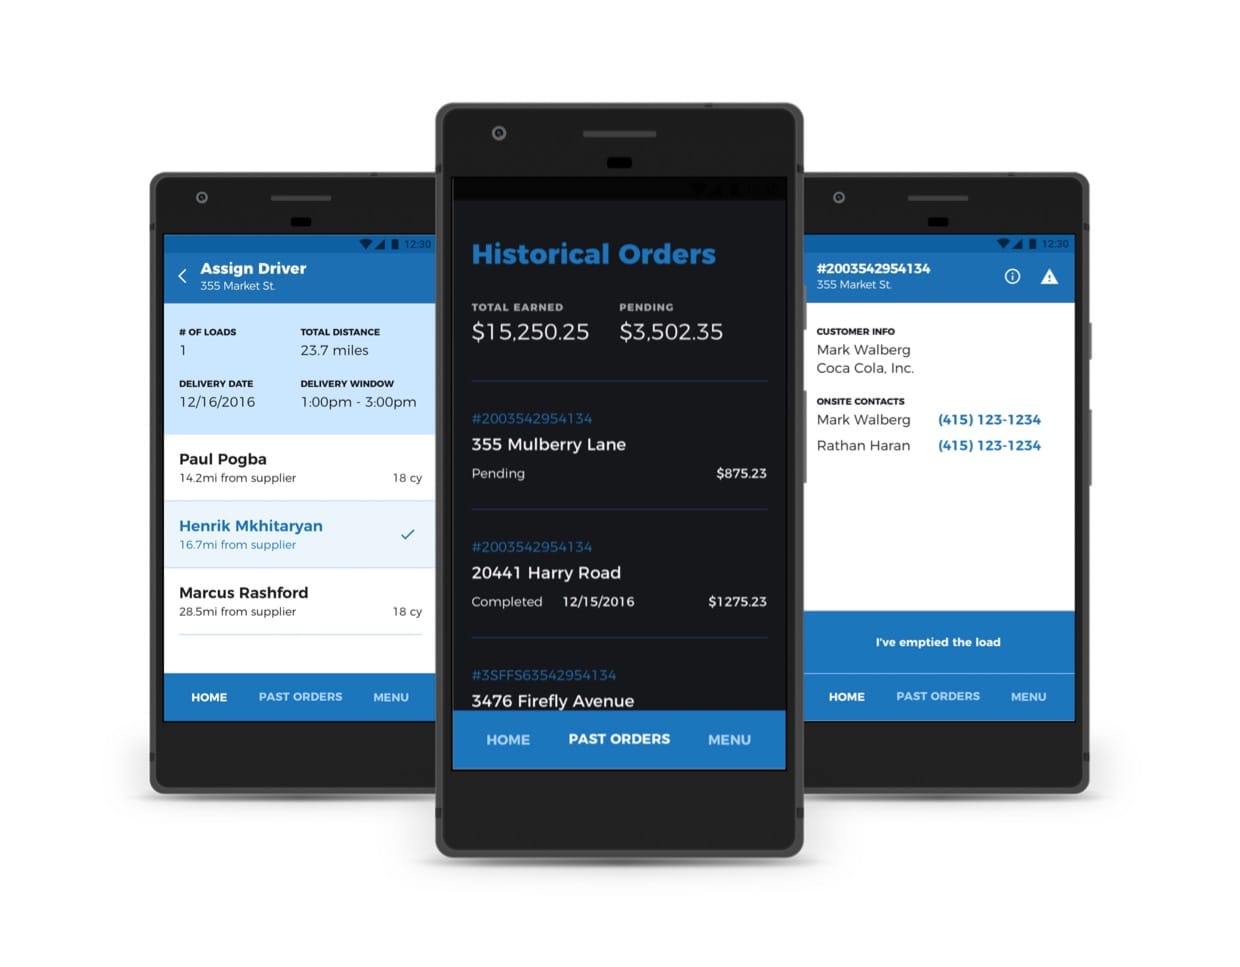 12:30
Assign Driver
355 Market St.
# OF LOADS TOTAL DISTANCE
1 23.7 miles
DELIVERY DATE DELIVERY WINDOW
12/16/2016 1:00pm - 3:00pm
Paul Pogba
14.2mi from supplier 18 cy
Henrik Mkhitaryan
16.7mi from supplier
Marcus Rashford
28.5mi from supplier 18 cy
HOME PAST ORDERS MENU
Historical Orders
TOTAL EARNED PENDING
$15,250.25 $3,502.35
#2003542954134
355 Mulberry Lane
Pending $875.23
#2003542954134
20441 Harry Road
Completed 12/15/2016 $1275.23
#3SFFS63542954134
3476 Firefly Avenue
HOME PAST ORDERS MENU
12:30
#2003542954134
355 Market St.
CUSTOMER INFO
Mark Walberg
Coca Cola, Inc.
ONSITE CONTACTS
Mark Walberg (415) 123-1234
Rathan Haran (415) 123-1234
I've emptied the load
HOME PAST ORDERS MENU